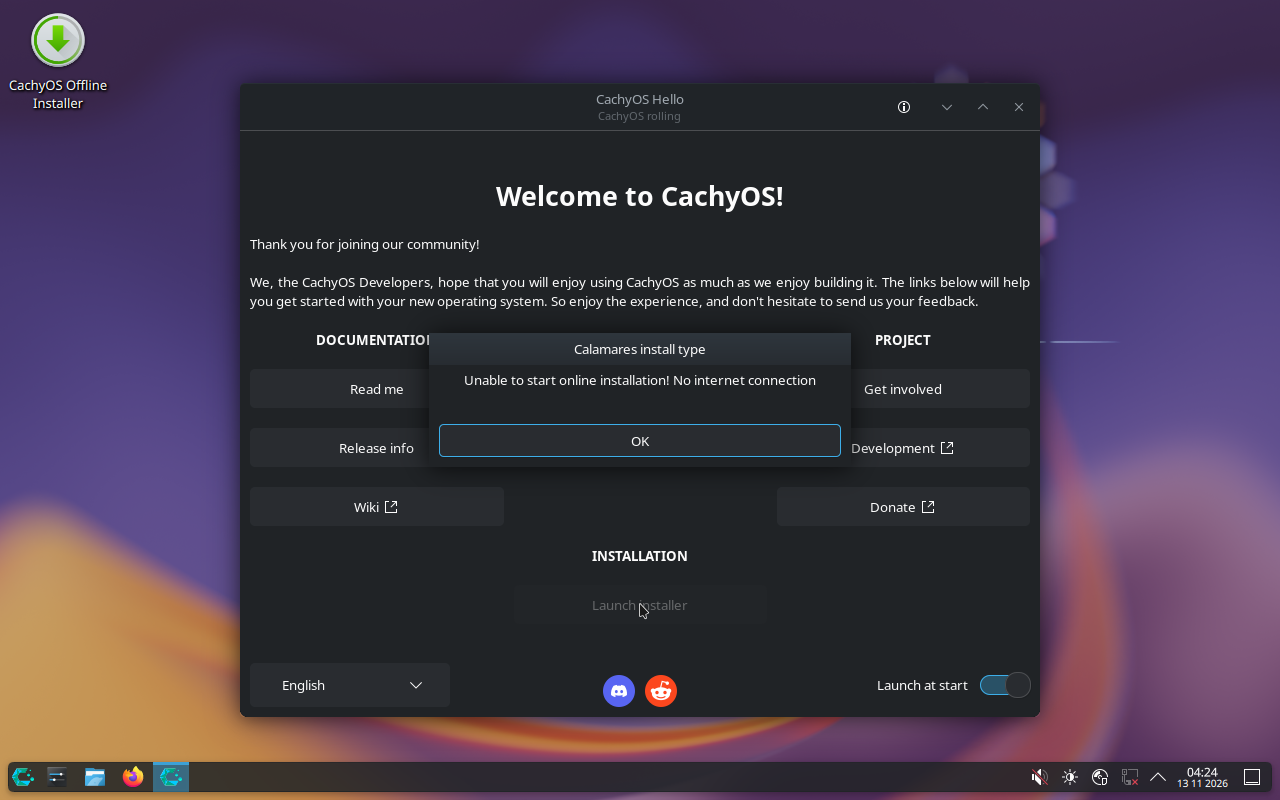 CachyOS Offline
Installer
CachyOS Hello
CachyOS rolling
Welcome to CachyOS!
Thank you for joining our community!
We, the CachyOS Developers, hope that you will enjoy using CachyOS as much as we enjoy building it. The links below will help
you get started with your new operating system. So enjoy the experience, and don't hesitate to send us your feedback.
PROJECT
Calamares install type
Unable to start online installation! No internet connection
OK
Read me
Get involved
Release info
Development
Wiki
Donate
INSTALLATION
Launch installer
English
Launch at start
04:24
13 11 2026